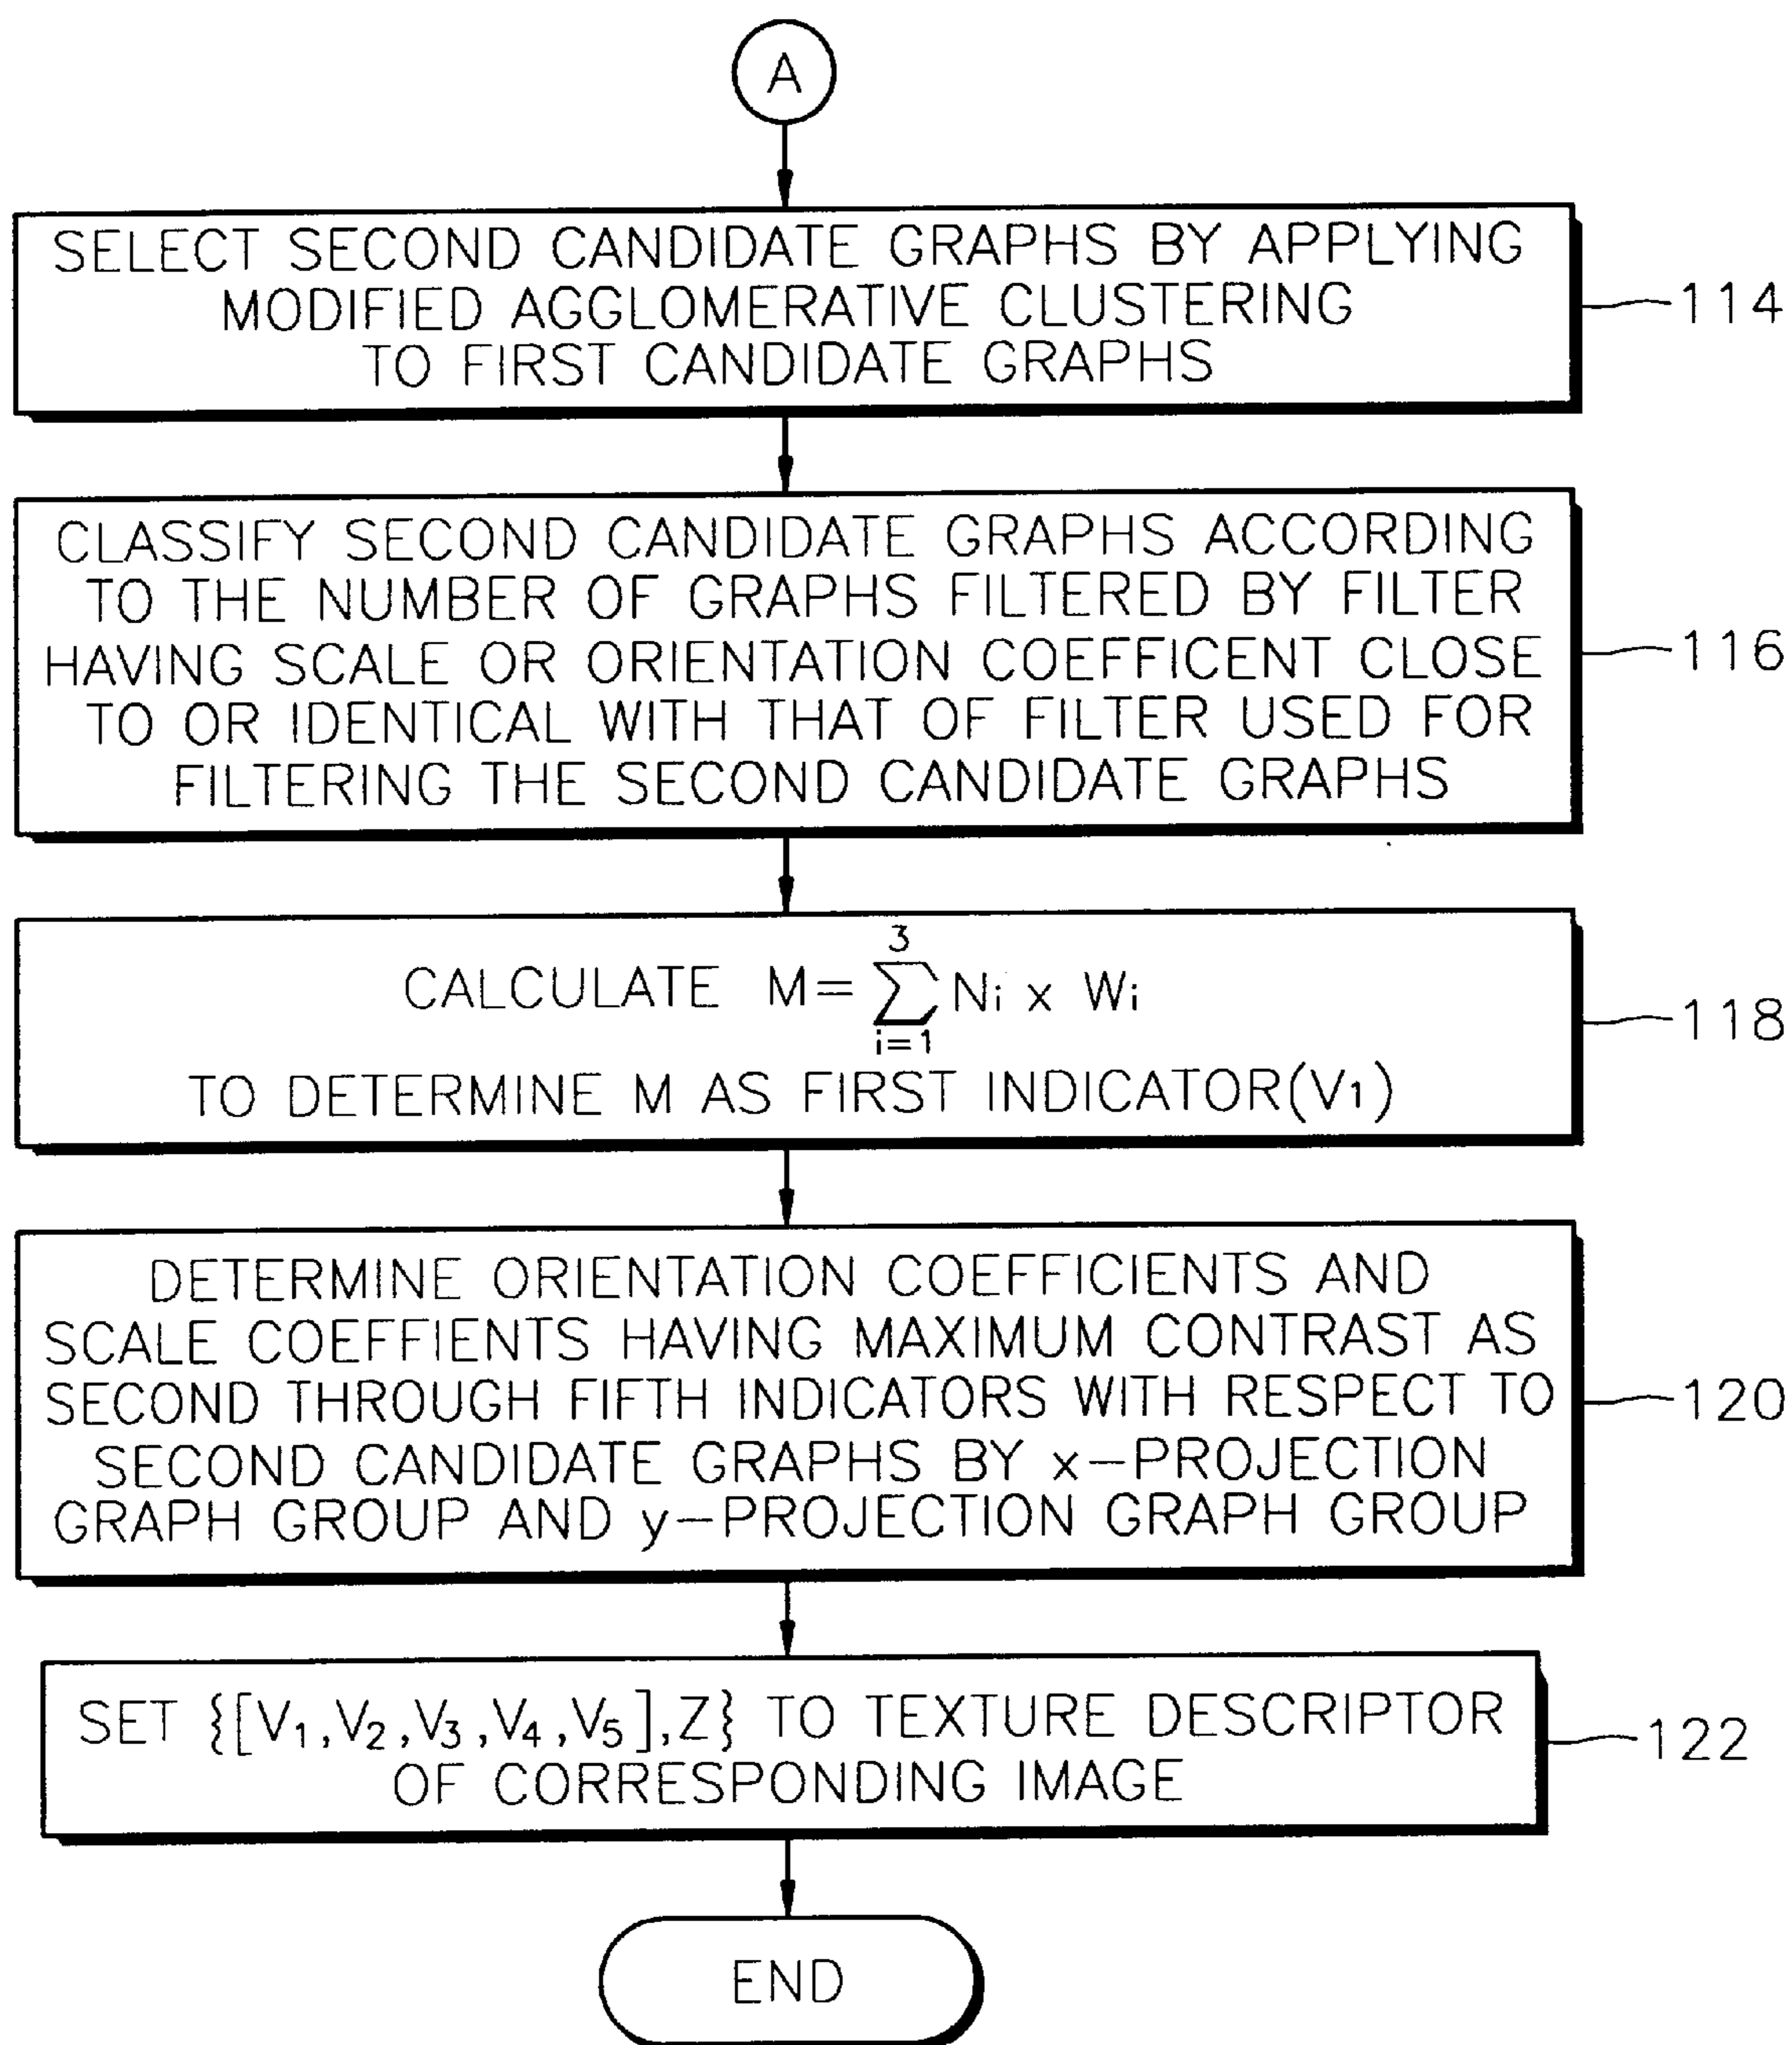 A
SELECT SECOND CANDIDATE GRAPHS BY APPLYING
MODIFIED AGGLOMERATIVE CLUSTERING
TO FIRST CANDIDATE GRAPHS
114
CLASSIFY SECOND CANDIDATE GRAPHS ACCORDING
TO THE NUMBER OF GRAPHS FILTERED BY FILTER
HAVING SCALE OR ORIENTATION COEFFICENT CLOSE
TO OR IDENTICAL WITH THAT OF FILTER USED FOR
FILTERING THE SECOND CANDIDATE GRAPHS
116
CALCULATE M=∑_{i=1}^{3} Ni x Wi
TO DETERMINE M AS FIRST INDICATOR(V1)
118
DETERMINE ORIENTATION COEFFICIENTS AND
SCALE COEFFIENTS HAVING MAXIMUM CONTRAST AS
SECOND THROUGH FIFTH INDICATORS WITH RESPECT TO
SECOND CANDIDATE GRAPHS BY x-PROJECTION
GRAPH GROUP AND y-PROJECTION GRAPH GROUP
120
SET {[V1,V2,V3,V4,V5],Z} TO TEXTURE DESCRIPTOR
OF CORRESPONDING IMAGE
122
END